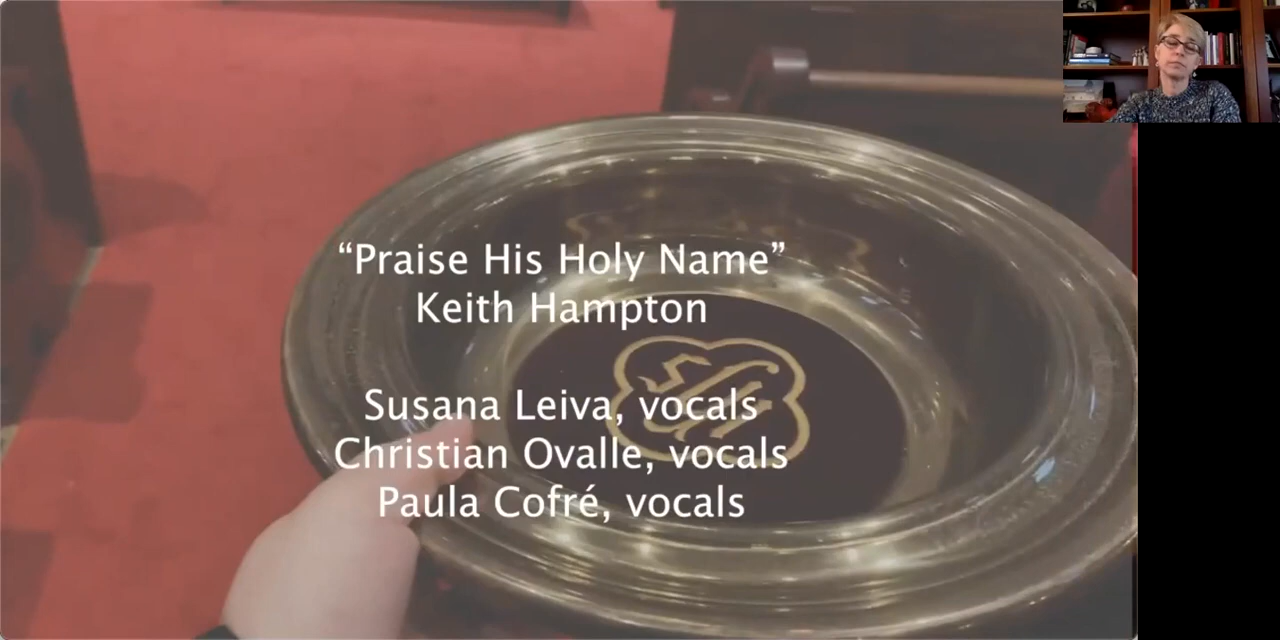 “Praise His Holy Name”
Keith Hampton
Susana Leiva, vocals
Christian Ovalle, vocals
Paula Cofré, vocals